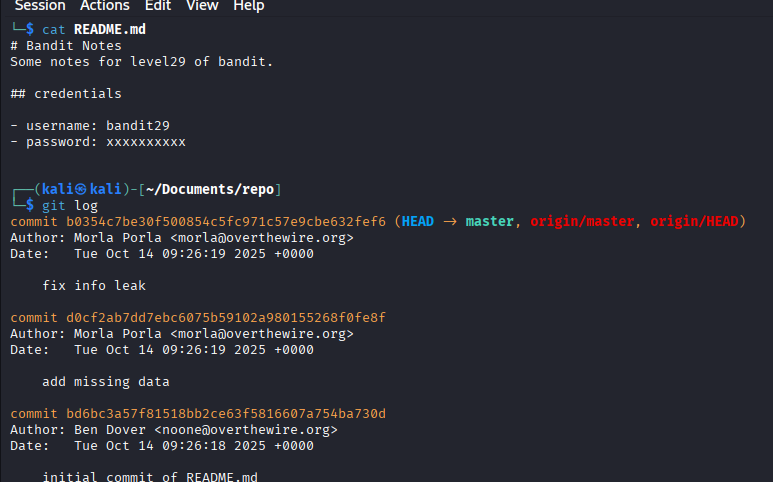 Session Actions Edit View Help
└─$ cat README.md
# Bandit Notes
Some notes for level29 of bandit.
## credentials
- username: bandit29
- password: xxxxxxxxxx
┌──(kali㉿kali)-[~/Documents/repo]
└─$ git log
commit b0354c7be30f500854c5fc971c57e9cbe632fef6 (HEAD -> master, origin/master, origin/HEAD)
Author: Morla Porla <morla@overthewire.org>
Date:   Tue Oct 14 09:26:19 2025 +0000
fix info leak
commit d0cf2ab7dd7ebc6075b59102a980155268f0fe8f
Author: Morla Porla <morla@overthewire.org>
Date:   Tue Oct 14 09:26:19 2025 +0000
add missing data
commit bd6bc3a57f81518bb2ce63f5816607a754ba730d
Author: Ben Dover <noone@overthewire.org>
Date:   Tue Oct 14 09:26:18 2025 +0000
initial commit of README.md